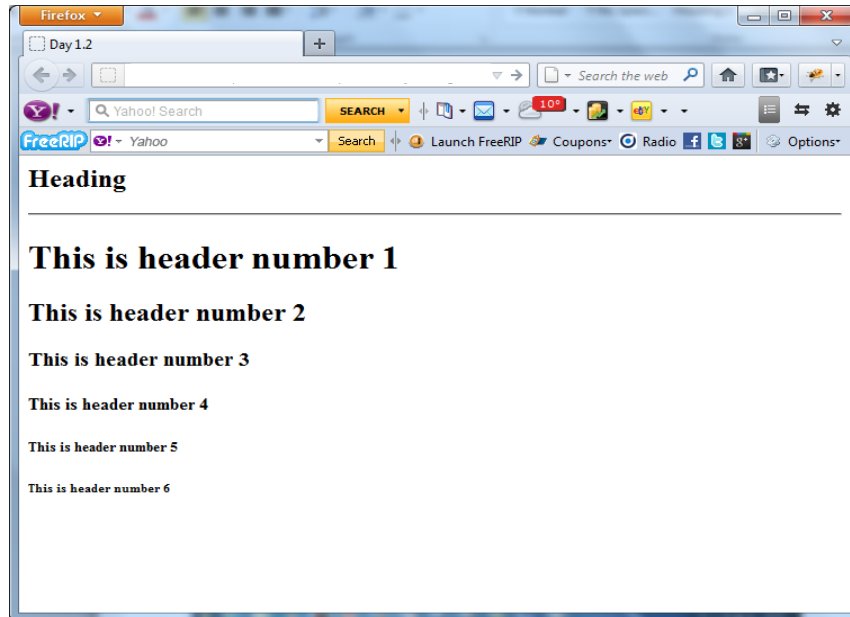 Firefox
Day 1.2
Search the web
Yahoo! Search SEARCH 10° ebY
FreeRIP Yahoo Search Launch FreeRIP Coupons Radio Options
Heading
This is header number 1
This is header number 2
This is header number 3
This is header number 4
This is header number 5
This is header number 6